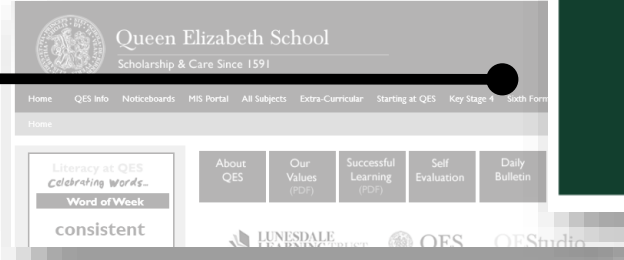 Queen Elizabeth School
Scholarship & Care Since 1591
Home QES Info Noticeboards MIS Portal All Subjects Extra-Curricular Starting at QES Key Stage 4 Sixth Form
Home
Literacy at QES
Celebrating Words...
Word of Week
consistent
About QES
Our Values (PDF)
Successful Learning (PDF)
Self Evaluation
Daily Bulletin
LUNESDALE
LEARNING TRUST
QES
QEStudio